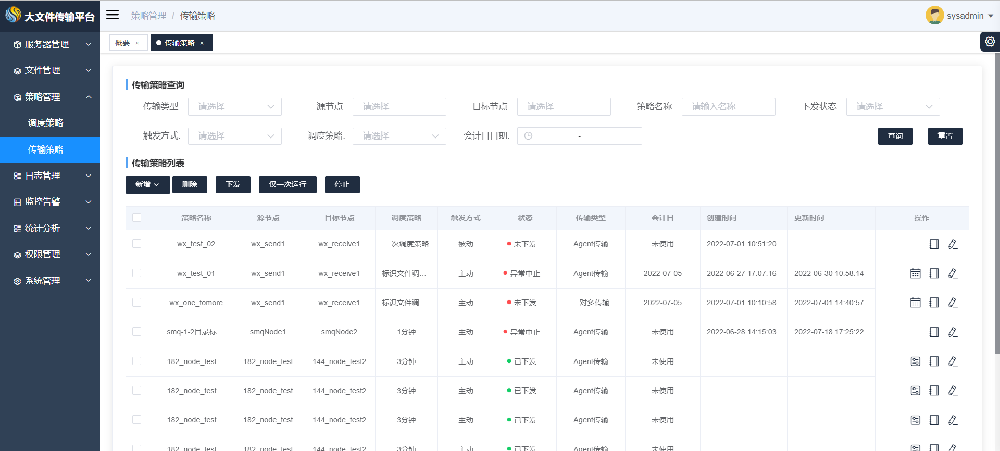 大文件传输平台
策略管理 / 传输策略
sysadmin
概要 ×
传输策略 ×
服务器管理
文件管理
策略管理
调度策略
传输策略
日志管理
监控告警
统计分析
权限管理
系统管理
传输策略查询
传输类型: 请选择 源节点: 请选择 目标节点: 请选择 策略名称: 请输入名称 下发状态: 请选择
触发方式: 请选择 调度策略: 请选择 会计日日期: - 查询 重置
传输策略列表
新增 删除 下发 仅一次运行 停止
策略名称 源节点 目标节点 调度策略 触发方式 状态 传输类型 会计日 创建时间 更新时间 操作
wx_test_02 wx_send1 wx_receive1 一次调度策略 被动 未下发 Agent传输 未使用 2022-07-01 10:51:20
wx_test_01 wx_send1 wx_receive1 标识文件调... 主动 异常中止 Agent传输 2022-07-05 2022-06-27 17:07:16 2022-06-30 10:58:14
wx_one_tomore wx_send1 wx_receive1 标识文件调... 主动 未下发 一对多传输 2022-07-05 2022-07-01 10:10:58 2022-07-01 14:40:57
smq-1-2目录标... smqNode1 smqNode2 1分钟 主动 异常中止 Agent传输 未使用 2022-06-28 14:15:03 2022-07-18 17:25:22
182_node_test... 182_node_test 144_node_test2 3分钟 主动 已下发 Agent传输 未使用
182_node_test... 182_node_test 144_node_test2 3分钟 主动 已下发 Agent传输 未使用
182_node_test... 182_node_test 144_node_test2 3分钟 主动 已下发 Agent传输 未使用
182_node_test... 182_node_test 144_node_test2 3分钟 主动 已下发 Agent传输 未使用